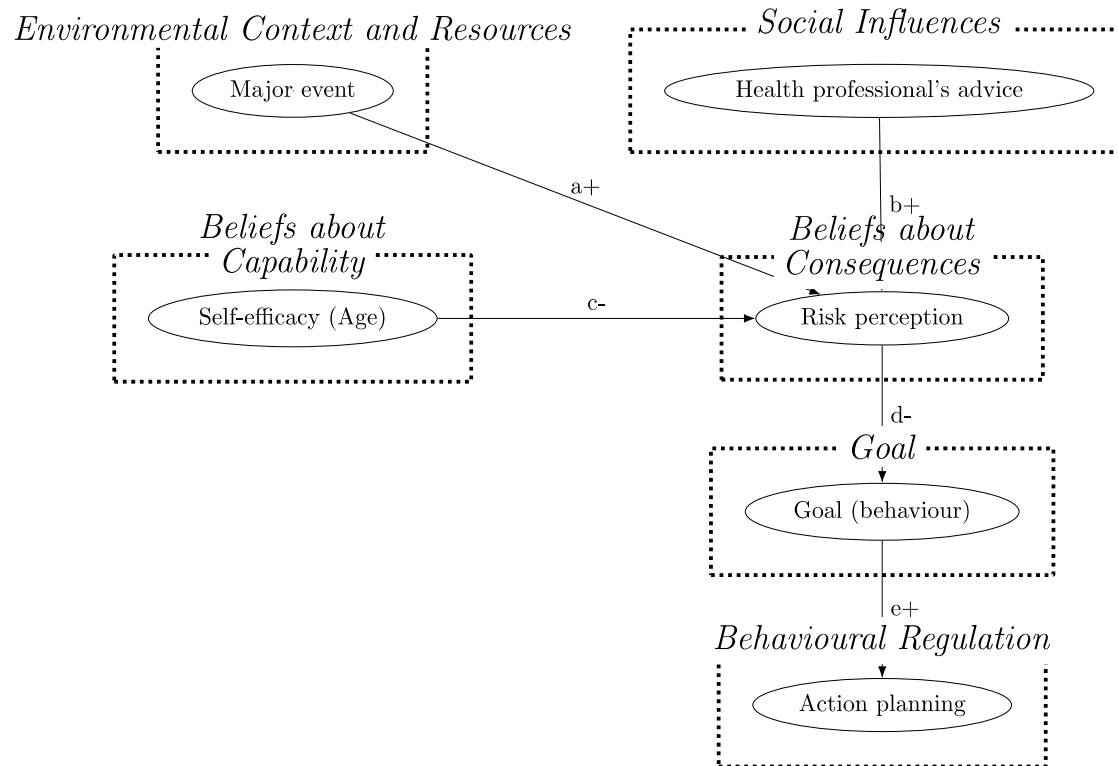 Environmental Context and Resources
Social Influences
Major event
Health professional's advice
a+
b+
Beliefs about
Capability
Beliefs about
Consequences
Self-efficacy (Age)
c-
Risk perception
d-
Goal
Goal (behaviour)
e+
Behavioural Regulation
Action planning